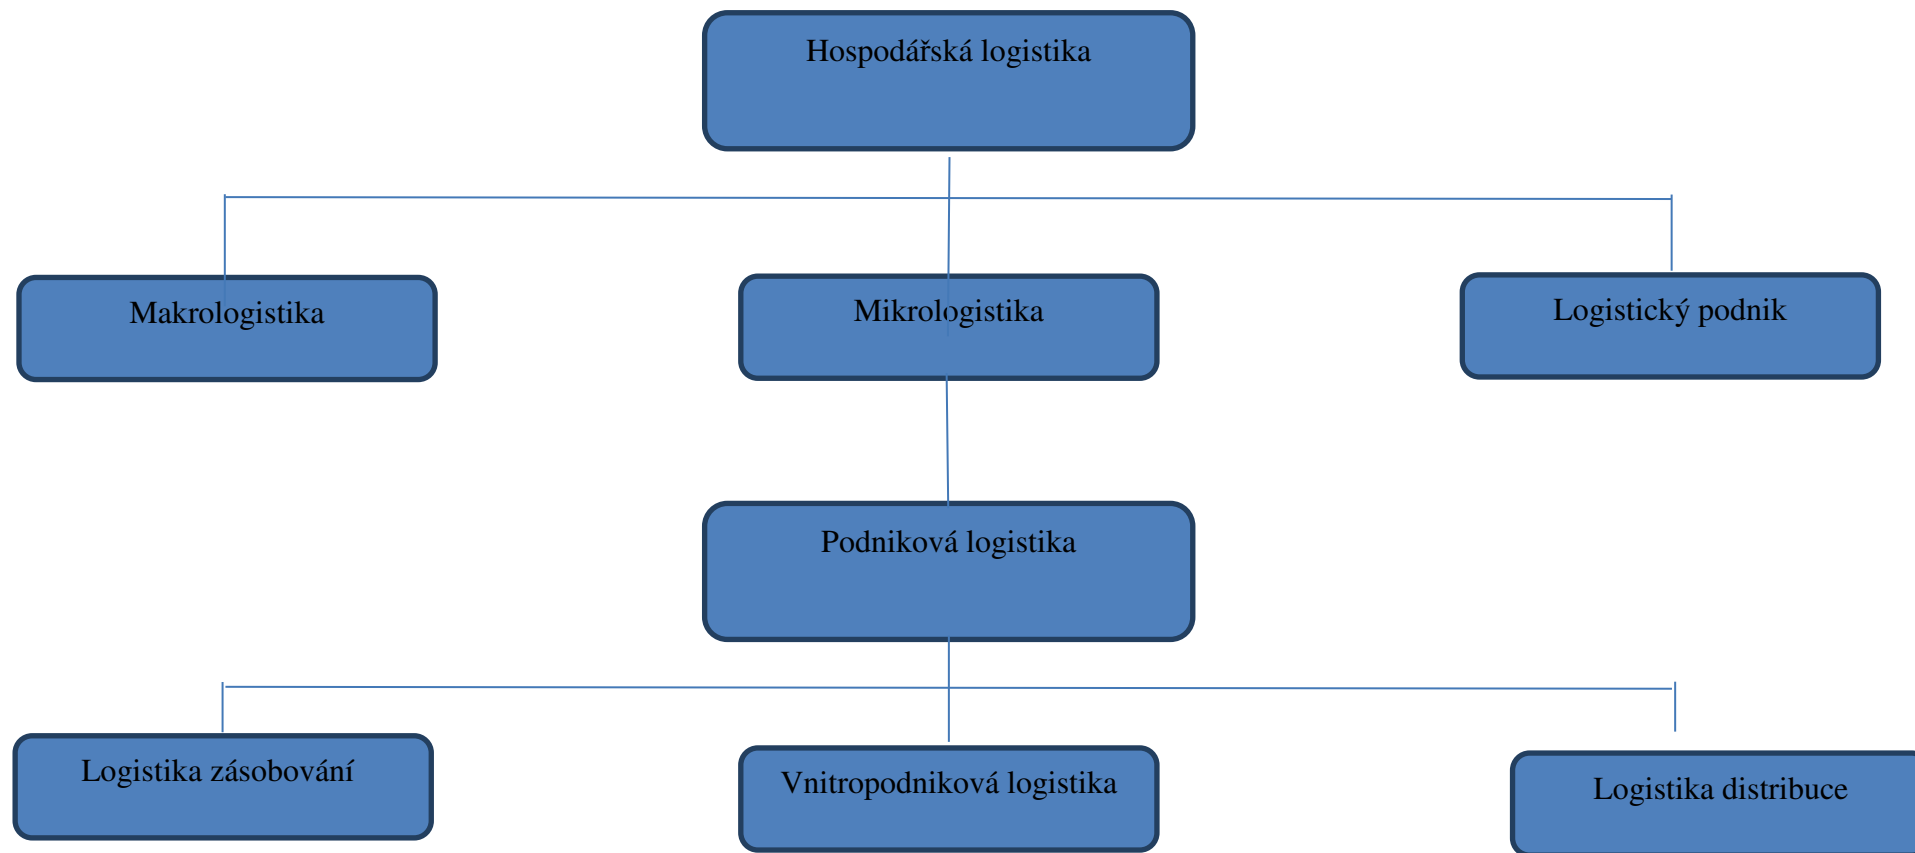 Hospodářská logistika
Makrologistika
Mikrologistika
Logistický podnik
Podniková logistika
Logistika zásobování
Vnitropodniková logistika
Logistika distribuce